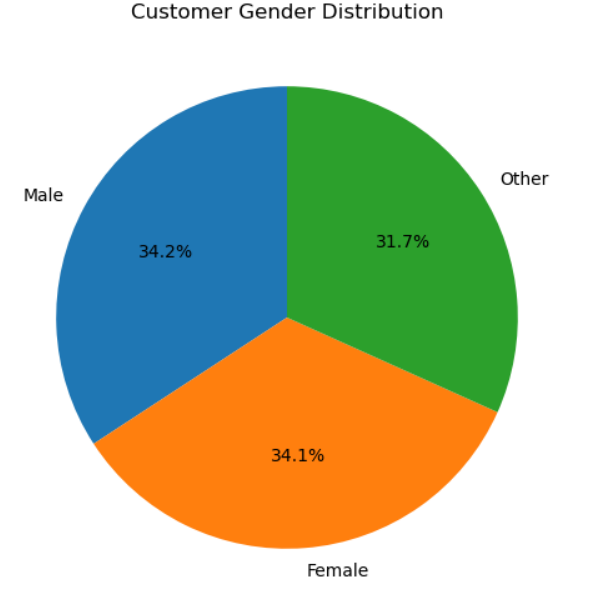 Customer Gender Distribution
Other
Male
31.7%
34.2%
34.1%
Female